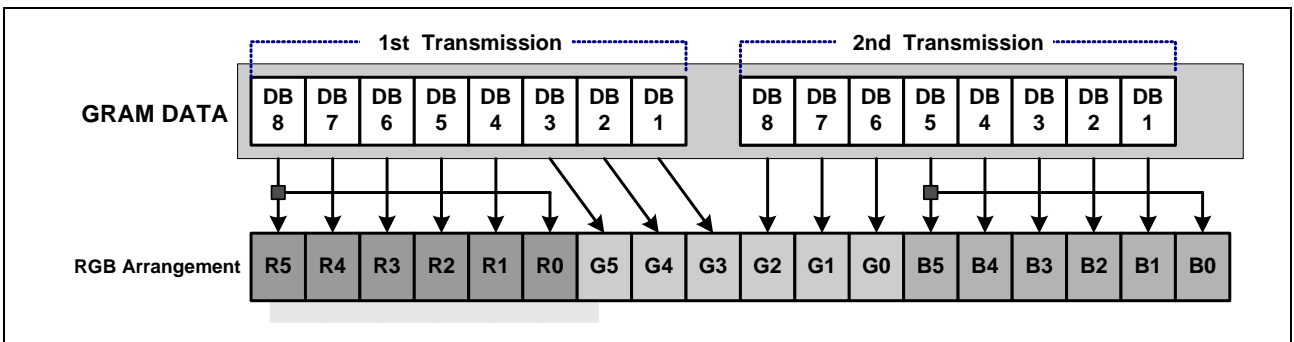 1st Transmission 2nd Transmission
GRAM DATA DB 8 DB 7 DB 6 DB 5 DB 4 DB 3 DB 2 DB 1 DB 8 DB 7 DB 6 DB 5 DB 4 DB 3 DB 2 DB 1
RGB Arrangement R5 R4 R3 R2 R1 R0 G5 G4 G3 G2 G1 G0 B5 B4 B3 B2 B1 B0